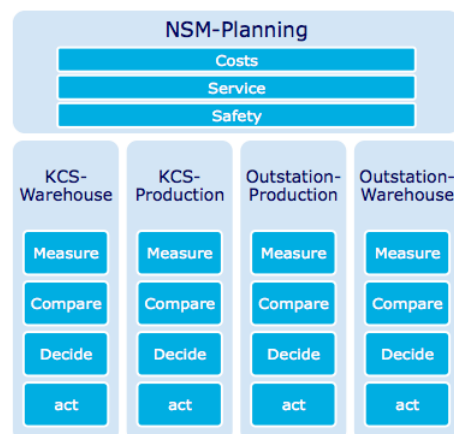 NSM-Planning
Costs
Service
Safety
KCS-
Warehouse
Measure
Compare
Decide
act
KCS-
Production
Measure
Compare
Decide
act
Outstation-
Production
Measure
Compare
Decide
act
Outstation-
Warehouse
Measure
Compare
Decide
act